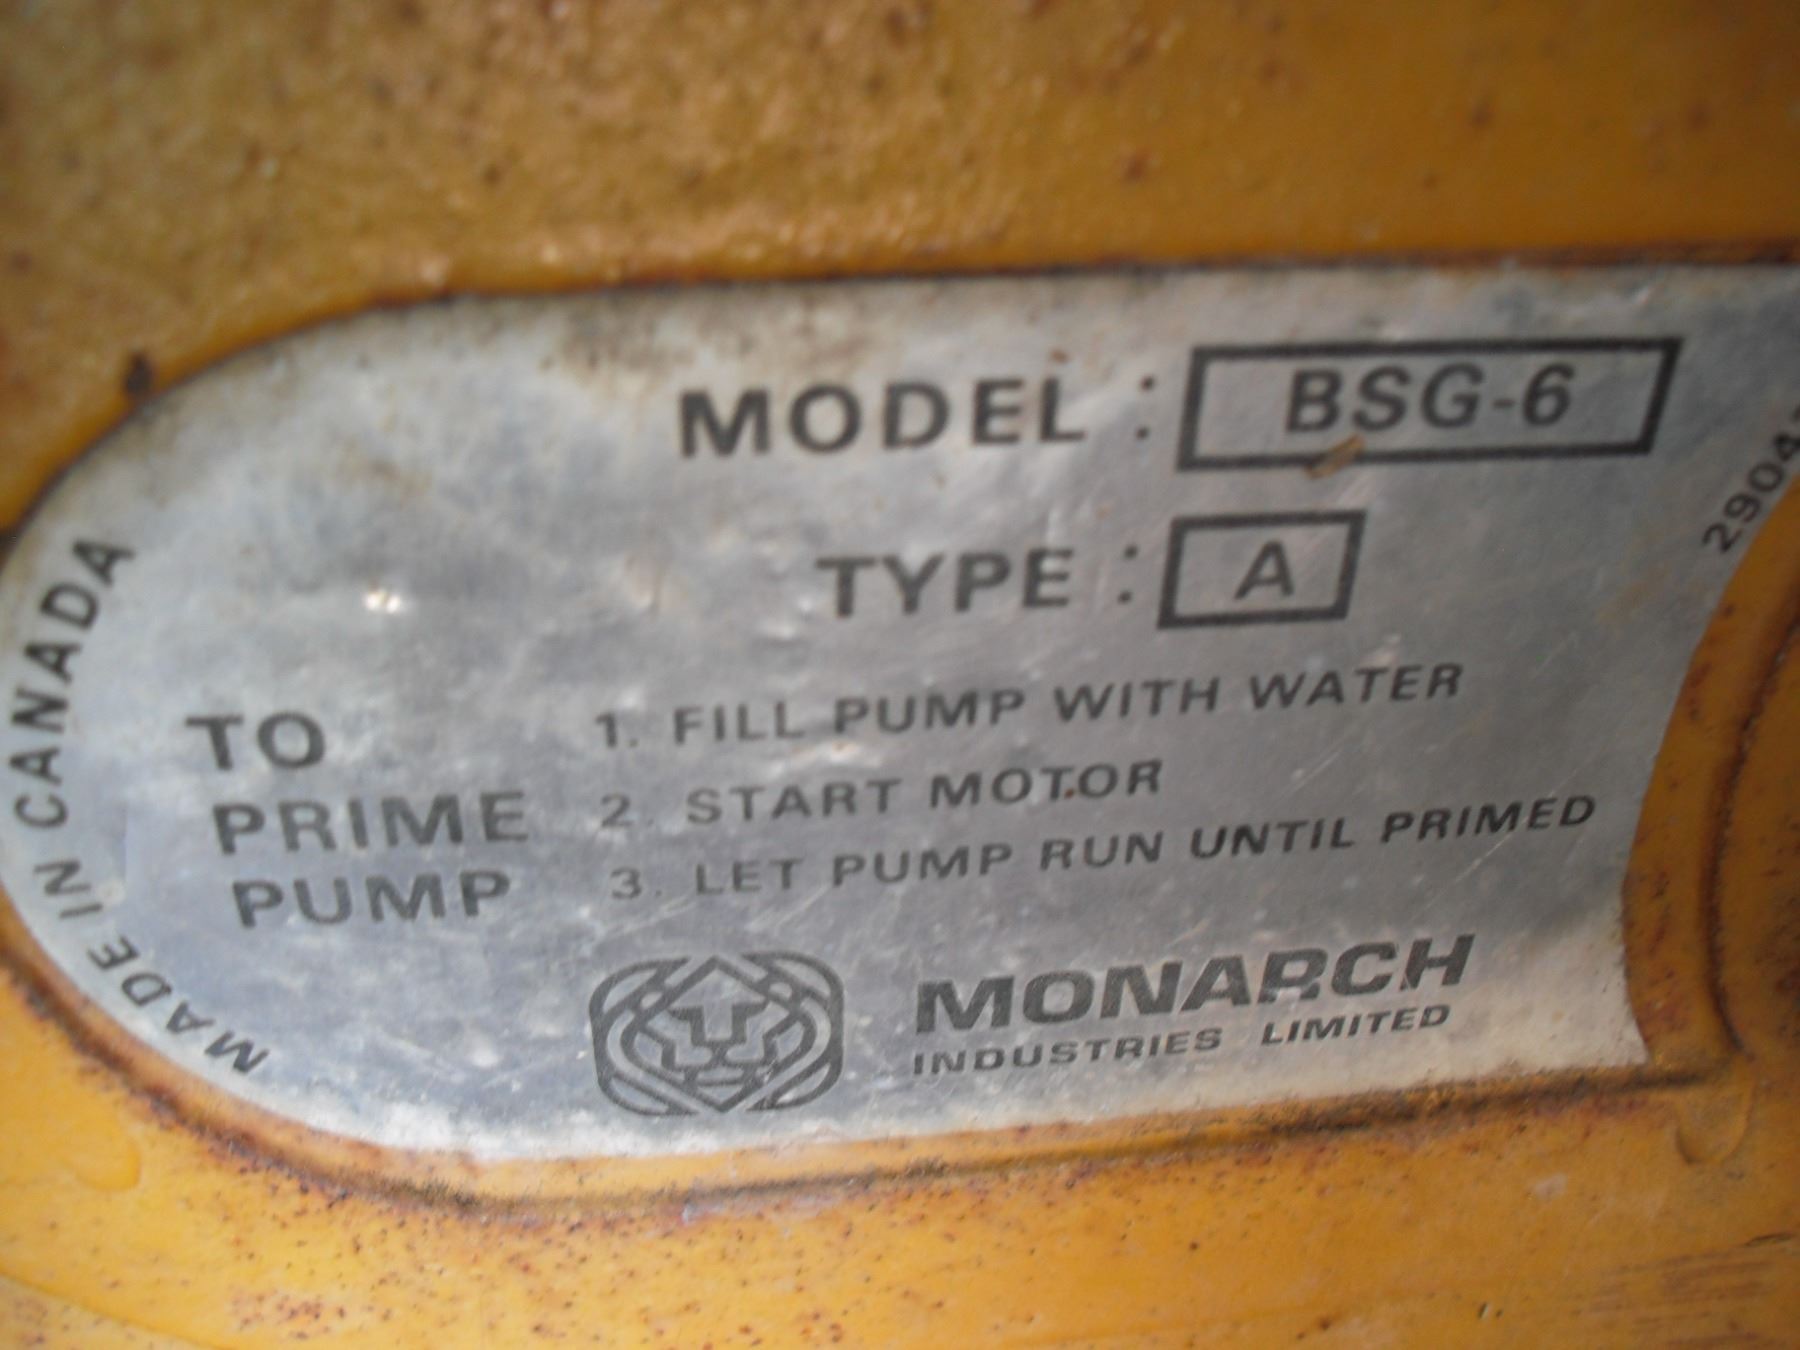 MODEL : BSG-6
TYPE : A
2904
MADE IN CANADA
TO PRIME PUMP
1. FILL PUMP WITH WATER
2. START MOTOR
3. LET PUMP RUN UNTIL PRIMED
MONARCH
INDUSTRIES LIMITED